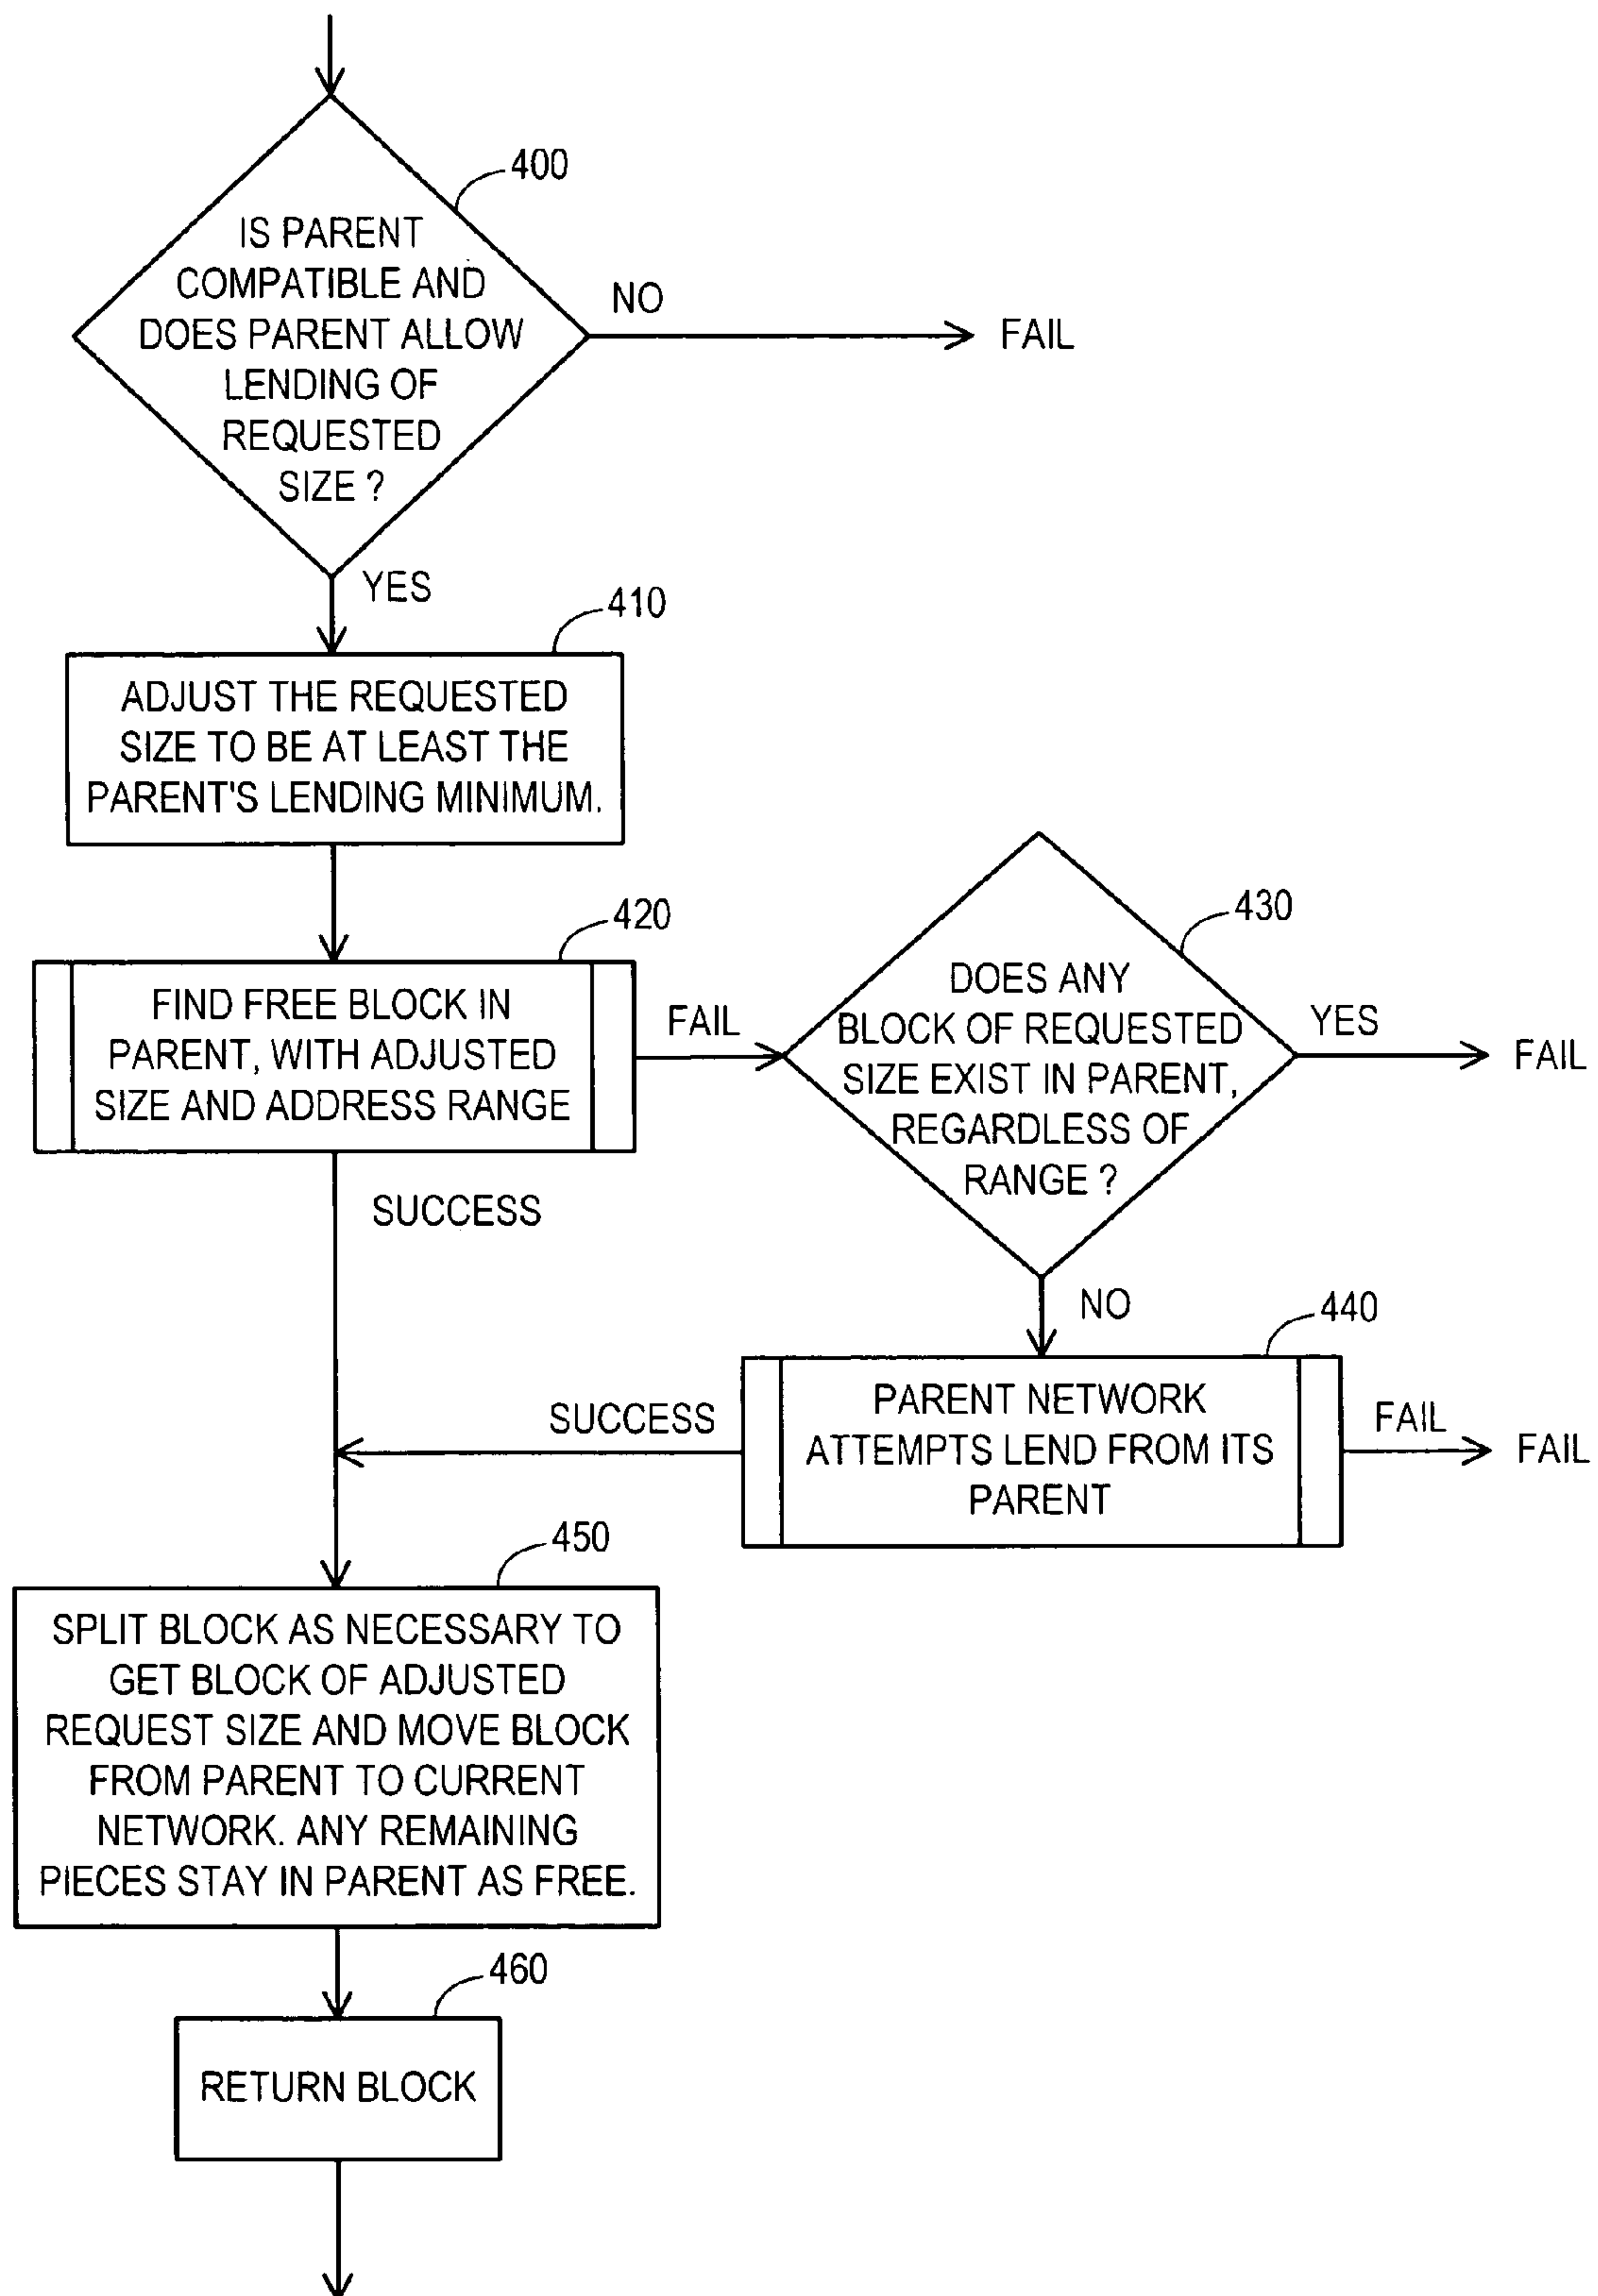 400
IS PARENT
COMPATIBLE AND
DOES PARENT ALLOW
LENDING OF
REQUESTED
SIZE ?
NO
FAIL
YES
410
ADJUST THE REQUESTED
SIZE TO BE AT LEAST THE
PARENT'S LENDING MINIMUM.
420
FIND FREE BLOCK IN
PARENT, WITH ADJUSTED
SIZE AND ADDRESS RANGE
FAIL
SUCCESS
430
DOES ANY
BLOCK OF REQUESTED
SIZE EXIST IN PARENT,
REGARDLESS OF
RANGE ?
YES
FAIL
NO
440
PARENT NETWORK
ATTEMPTS LEND FROM ITS
PARENT
SUCCESS
FAIL
FAIL
450
SPLIT BLOCK AS NECESSARY TO
GET BLOCK OF ADJUSTED
REQUEST SIZE AND MOVE BLOCK
FROM PARENT TO CURRENT
NETWORK. ANY REMAINING
PIECES STAY IN PARENT AS FREE.
460
RETURN BLOCK